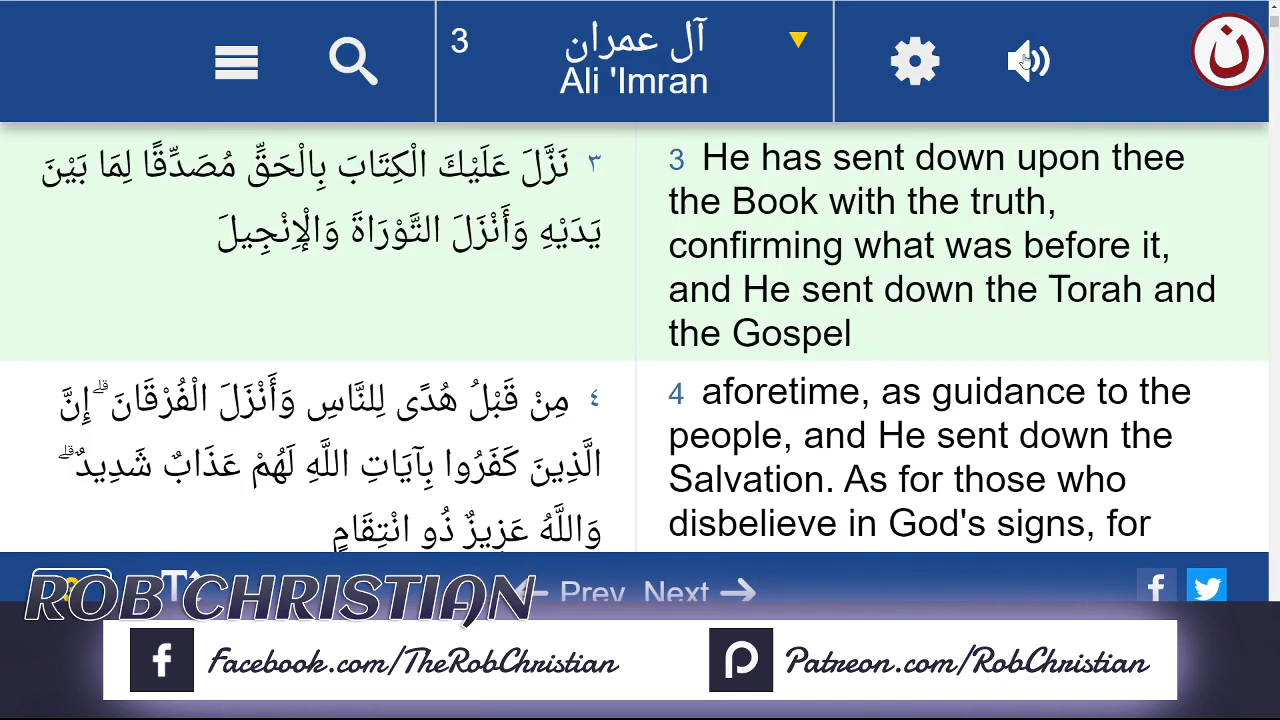 3
آل عمران
Ali 'Imran
ن
٣ نَزَّلَ عَلَيْكَ الْكِتَابَ بِالْحَقِّ مُصَدِّقًا لِمَا بَيْنَ
يَدَيْهِ وَأَنْزَلَ التَّوْرَاةَ وَالْإِنْجِيلَ
3 He has sent down upon thee
the Book with the truth,
confirming what was before it,
and He sent down the Torah and
the Gospel
٤ مِنْ قَبْلُ هُدًى لِلنَّاسِ وَأَنْزَلَ الْفُرْقَانَ ۗ إِنَّ
الَّذِينَ كَفَرُوا بِآيَاتِ اللَّهِ لَهُمْ عَذَابٌ شَدِيدٌ ۗ
وَاللَّهُ عَزِيزٌ ذُو انْتِقَامٍ
4 aforetime, as guidance to the
people, and He sent down the
Salvation. As for those who
disbelieve in God's signs, for
Prev Next
ROB CHRISTIAN
Facebook.com/TheRobChristian
Patreon.com/RobChristian